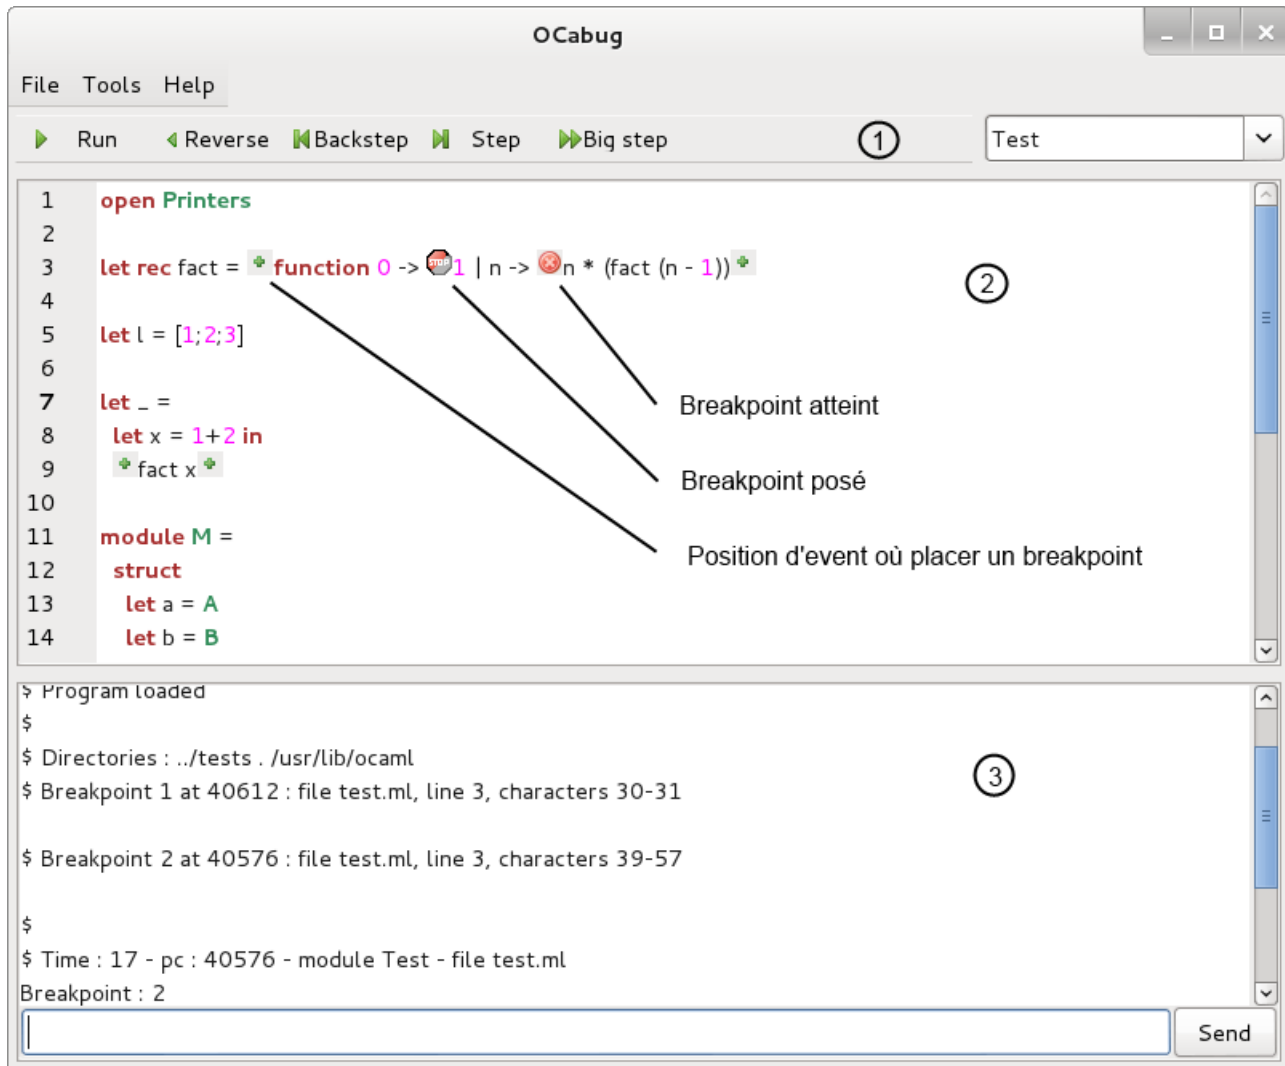 OCabug
File Tools Help
Run Reverse Backstep Step Big step 1 Test
1 open Printers
2
3 let rec fact = function 0 -> STOP 1 | n -> n * (fact (n - 1))
2
4
5 let l = [1;2;3]
6
7 let _ =
Breakpoint atteint
8 let x = 1+2 in
9 fact x
Breakpoint posé
10
11 module M =
Position d'event où placer un breakpoint
12 struct
13 let a = A
14 let b = B
$ Program loaded
$
$ Directories : ../tests . /usr/lib/ocaml
3
$ Breakpoint 1 at 40612 : file test.ml, line 3, characters 30-31
$ Breakpoint 2 at 40576 : file test.ml, line 3, characters 39-57
$
$ Time : 17 - pc : 40576 - module Test - file test.ml
Breakpoint : 2
Send